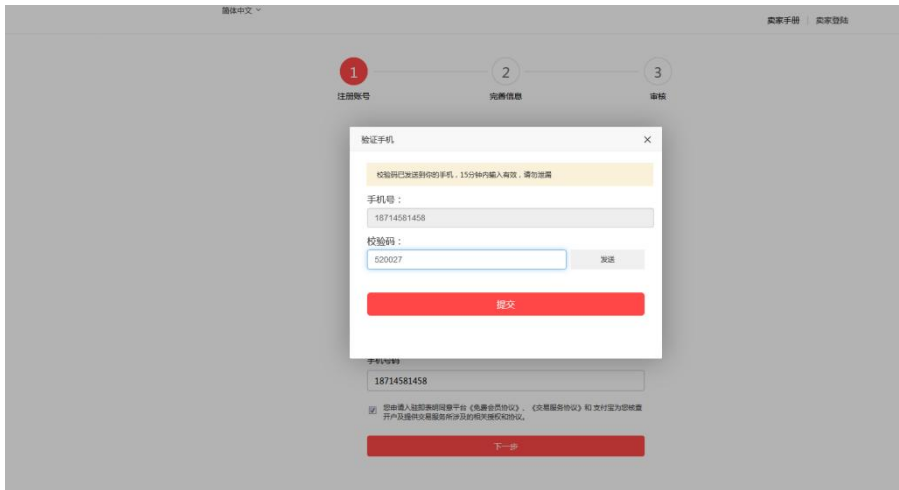 简体中文
卖家手册 | 卖家登陆
1 2 3
注册账号 完善信息 审核
验证手机 ×
校验码已发送到你的手机，15分钟内输入有效，请勿泄露
手机号：
18714581458
校验码：
520027 发送
提交
手机号码
18714581458
您申请入驻即表明同意平台《免费会员协议》、《交易服务协议》和 支付宝为您核查
开户及提供交易服务所涉及的相关授权和协议。
下一步